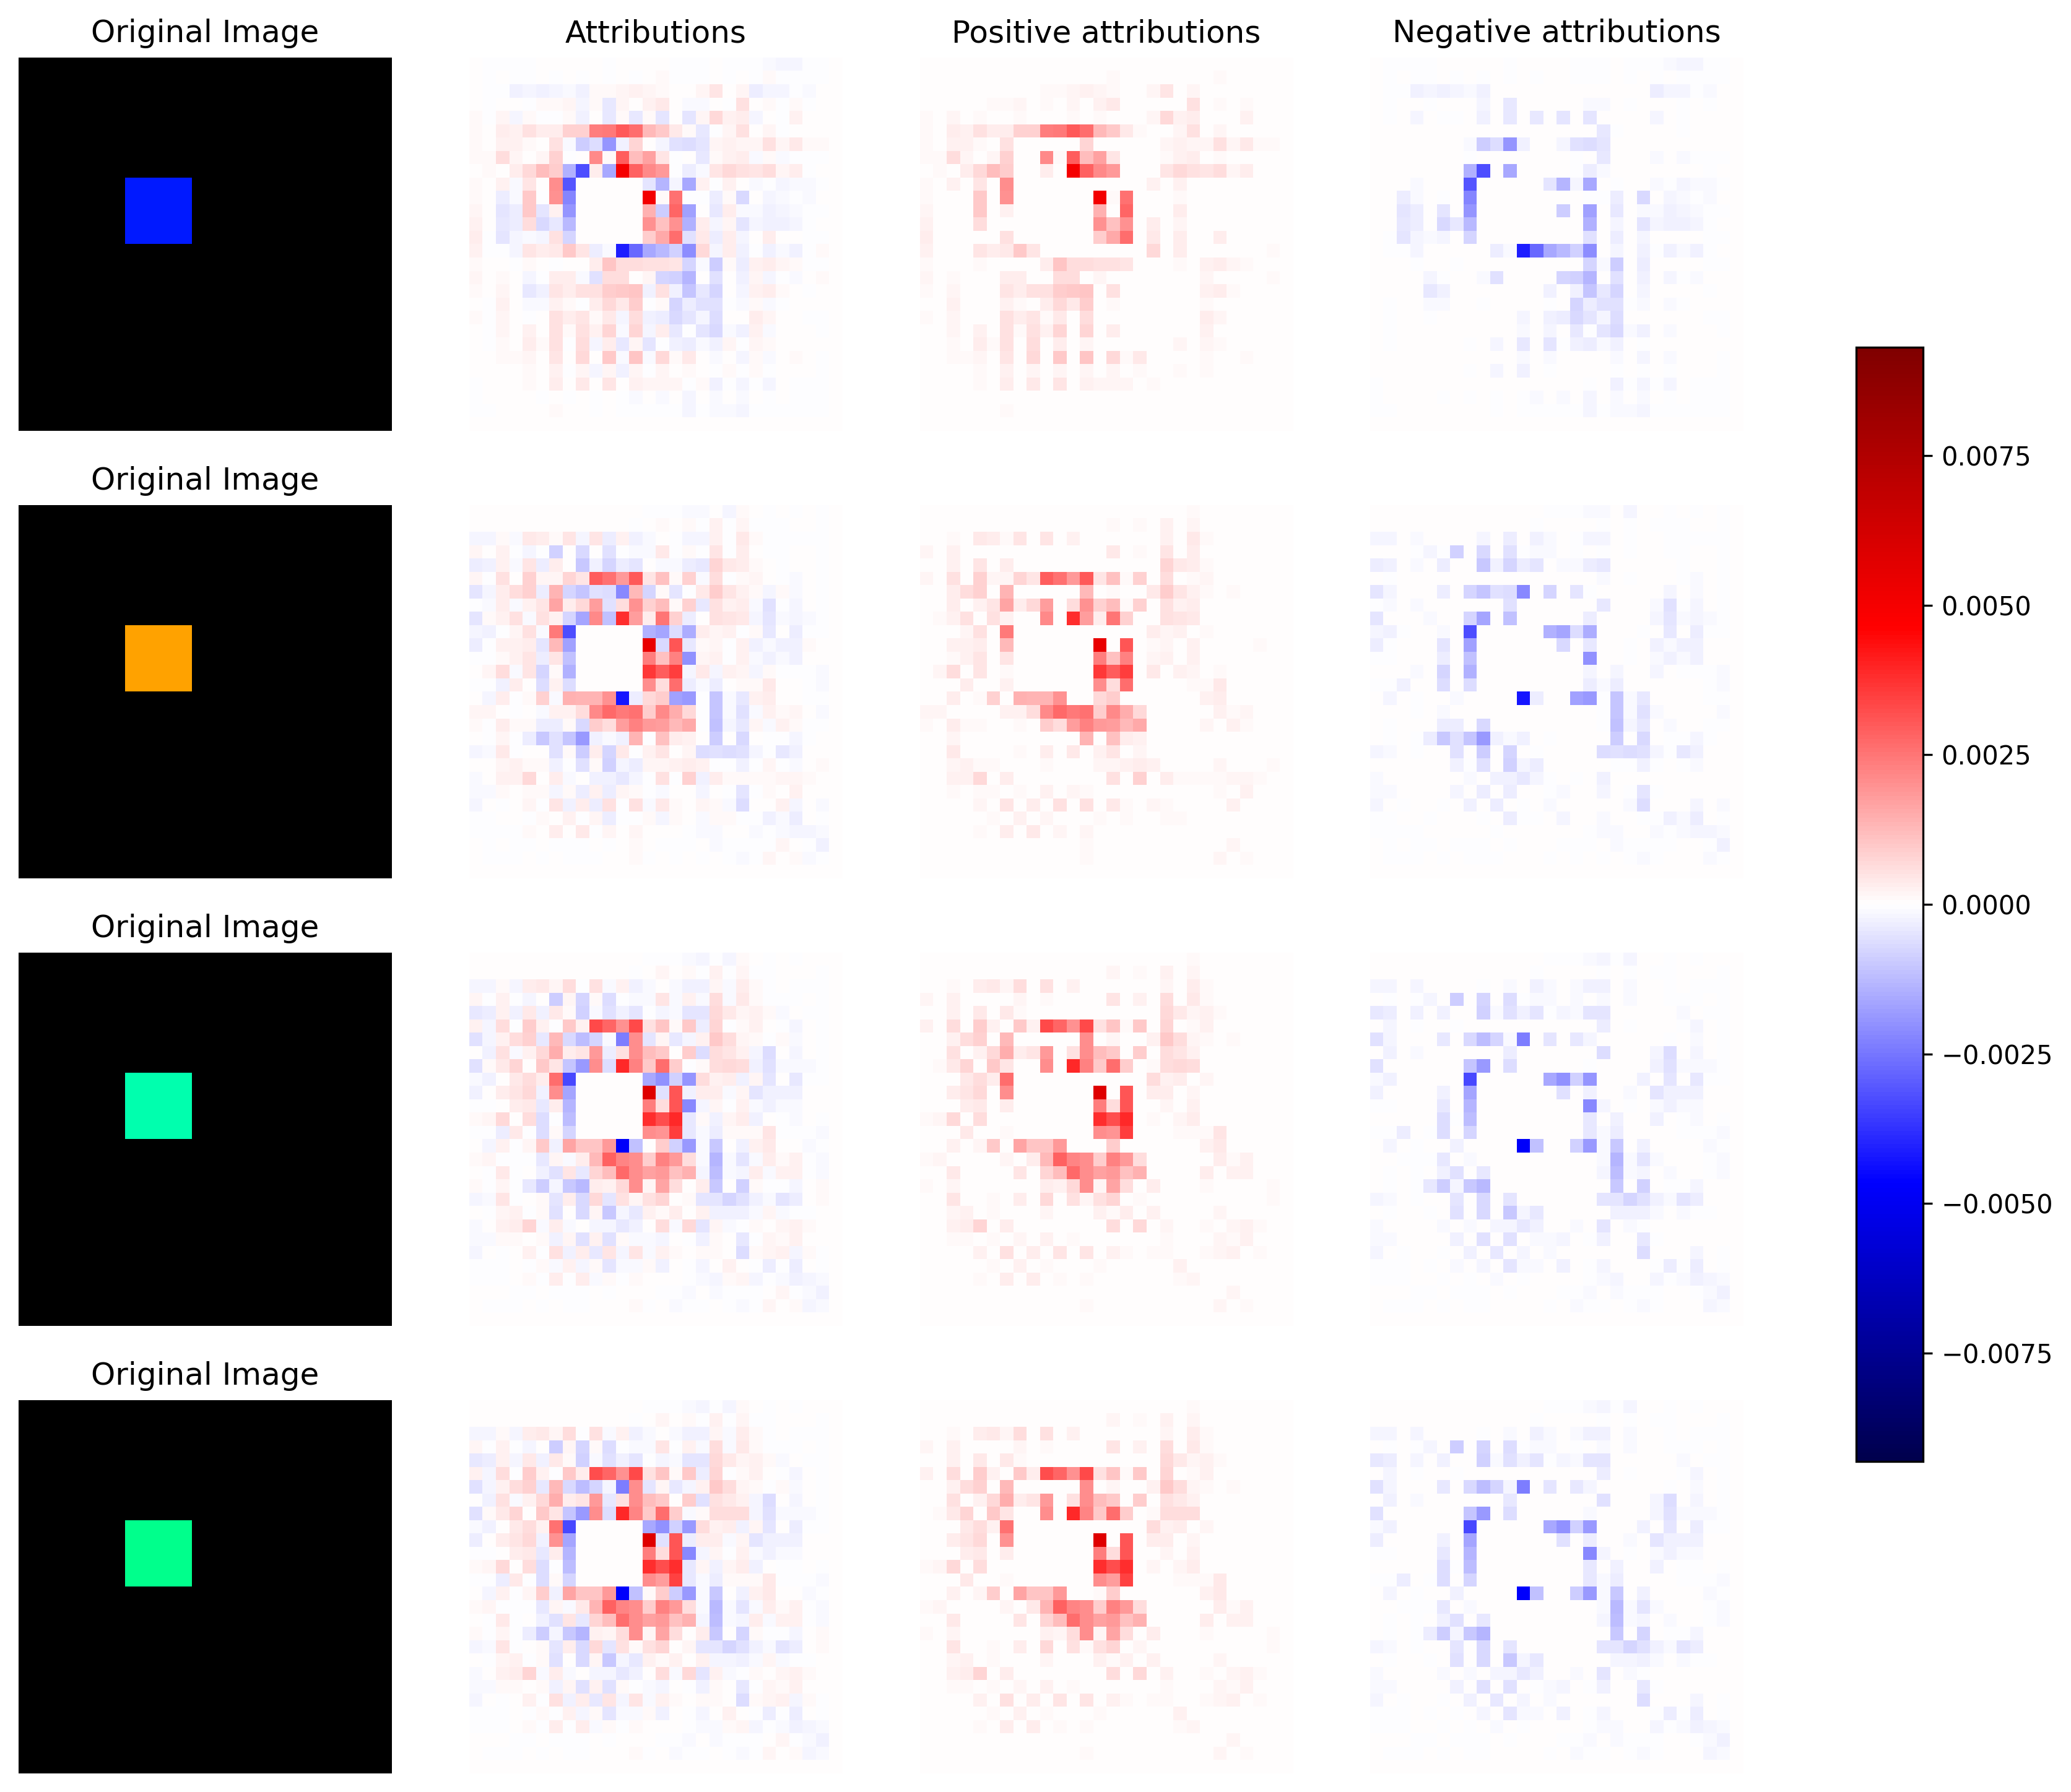 Original Image
Attributions
Positive attributions
Negative attributions
Original Image
Original Image
Original Image
0.0075
0.0050
0.0025
0.0000
−0.0025
−0.0050
−0.0075